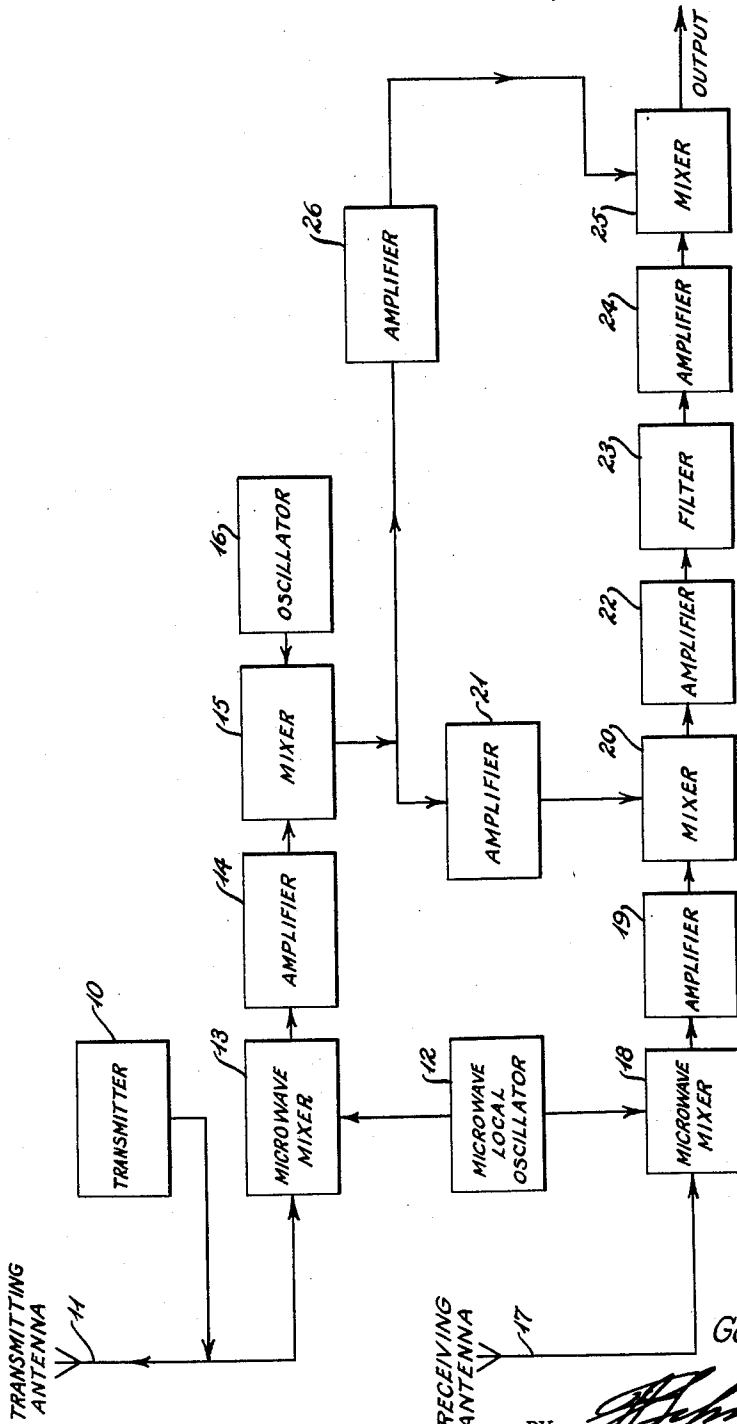 TRANSMITTING
ANTENNA
11
10
TRANSMITTER
13
MICROWAVE
MIXER
14
AMPLIFIER
15
MIXER
16
OSCILLATOR
26
AMPLIFIER
12
MICROWAVE
LOCAL
OSCILLATOR
21
AMPLIFIER
RECEIVING
ANTENNA
17
18
MICROWAVE
MIXER
19
AMPLIFIER
20
MIXER
22
AMPLIFIER
23
FILTER
24
AMPLIFIER
25
MIXER
OUTPUT
BY